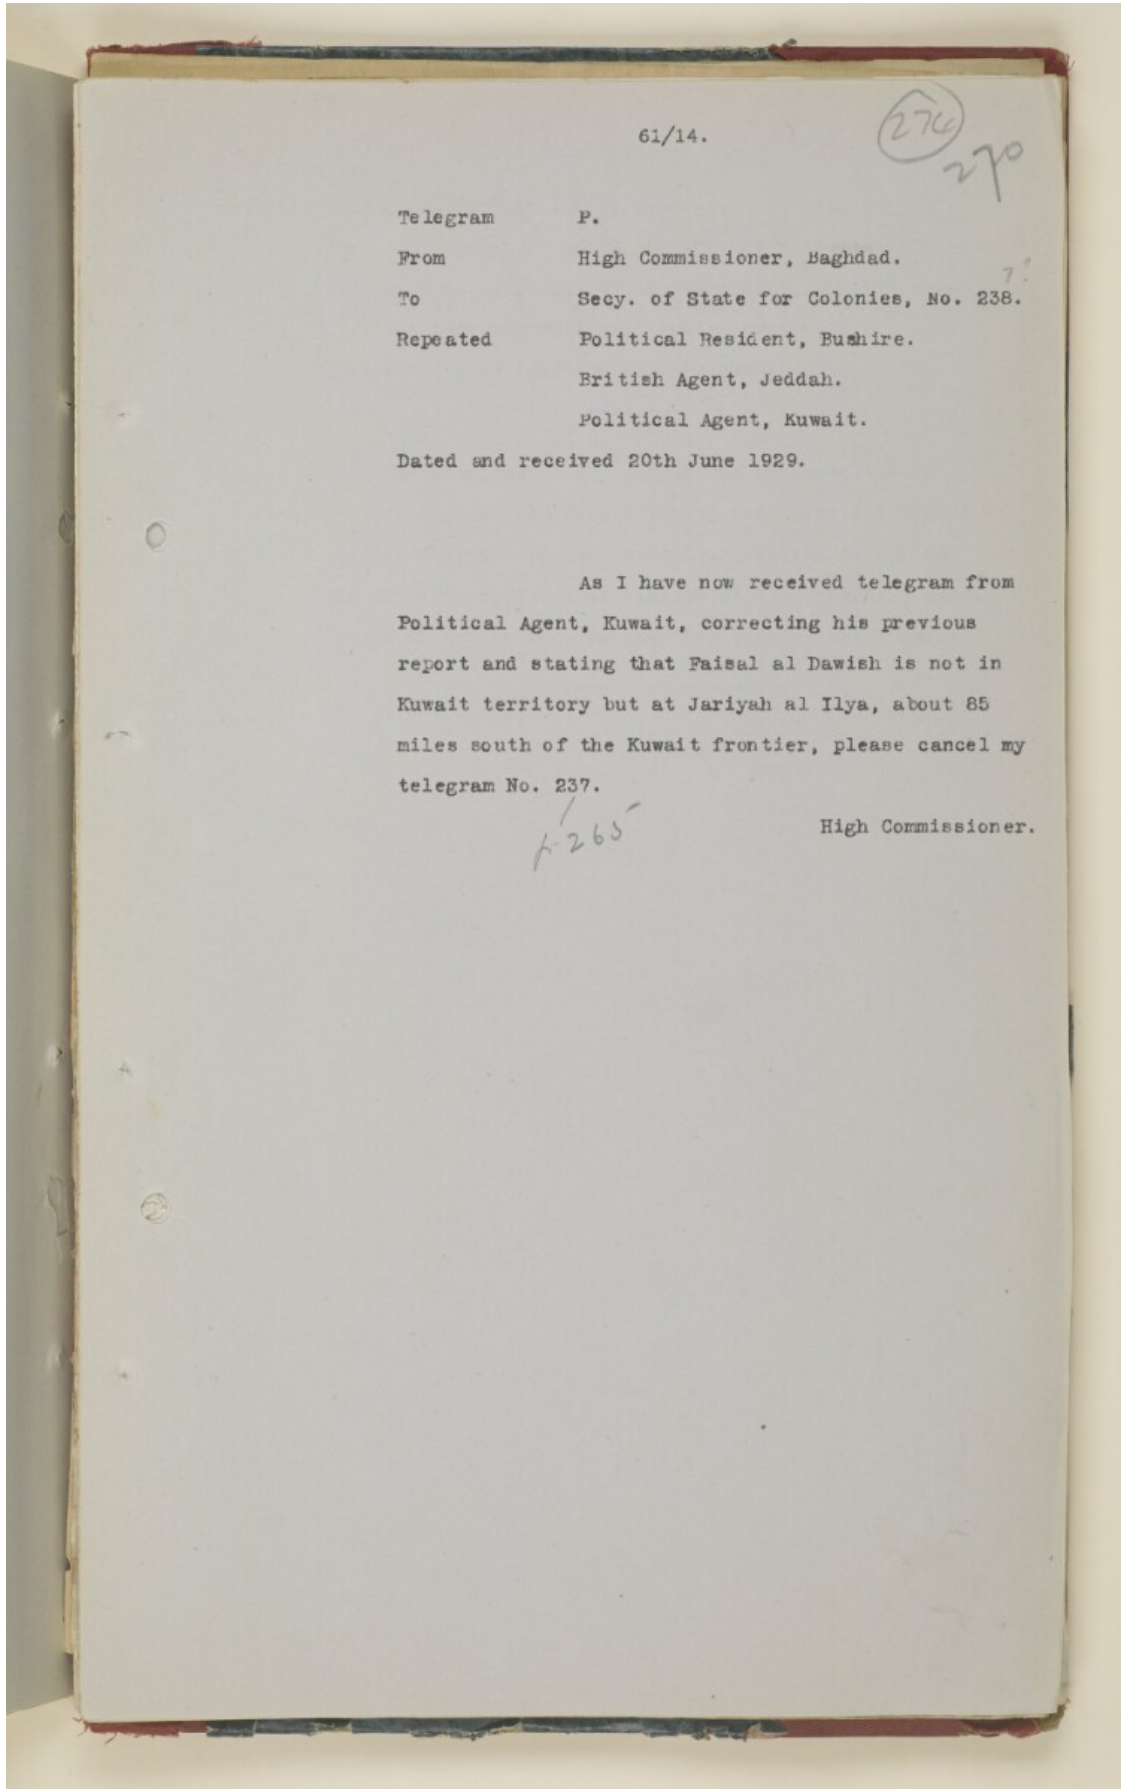 61/14.
274
270
Telegram P.
From High Commissioner, Baghdad.
7?
To Secy. of State for Colonies, No. 238.
Repeated Political Resident, Bushire.
British Agent, Jeddah.
Political Agent, Kuwait.
Dated and received 20th June 1929.
As I have now received telegram from
Political Agent, Kuwait, correcting his previous
report and stating that Faisal al Dawish is not in
Kuwait territory but at Jariyah al Ilya, about 85
miles south of the Kuwait frontier, please cancel my
telegram No. 237.
265
High Commissioner.